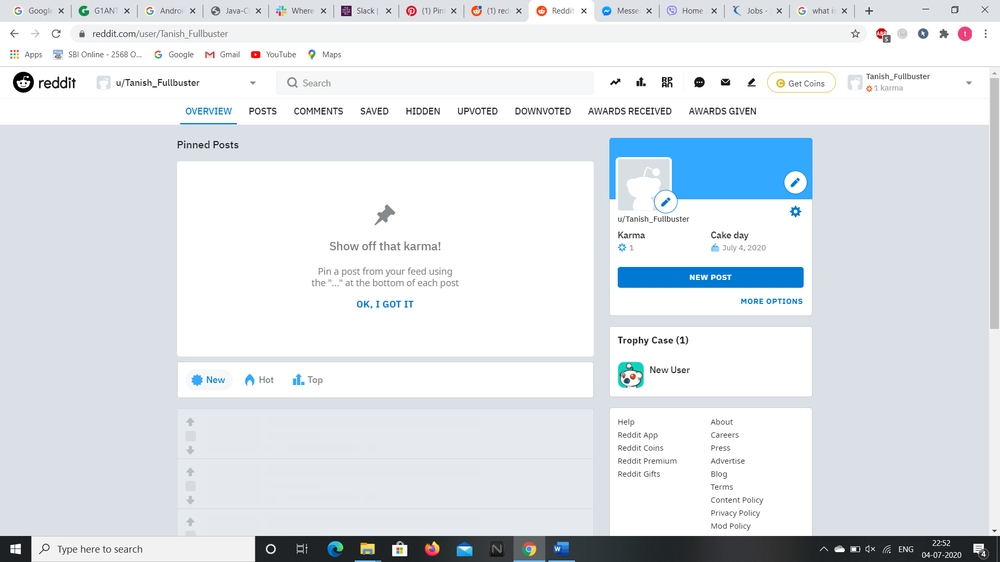 Google
G1ANT
Androi
Java-Cl
Where
Slack |
(1) Pin
(1) red
Reddit
Messe
Home
Jobs -
what is
reddit.com/user/Tanish_Fullbuster
ABP
5
t
Apps
SBI Online - 2568 O...
Google
Gmail
YouTube
Maps
reddit
u/Tanish_Fullbuster
Search
RPAN
Get Coins
Tanish_Fullbuster
1 karma
OVERVIEW
POSTS
COMMENTS
SAVED
HIDDEN
UPVOTED
DOWNVOTED
AWARDS RECEIVED
AWARDS GIVEN
Pinned Posts
Show off that karma!
Pin a post from your feed using
the "..." at the bottom of each post
OK, I GOT IT
New
Hot
Top
u/Tanish_Fullbuster
Karma
Cake day
1
July 4, 2020
NEW POST
MORE OPTIONS
Trophy Case (1)
New User
Help
About
Reddit App
Careers
Reddit Coins
Press
Reddit Premium
Advertise
Reddit Gifts
Blog
Terms
Content Policy
Privacy Policy
Mod Policy
Type here to search
ENG
22:52
04-07-2020
4